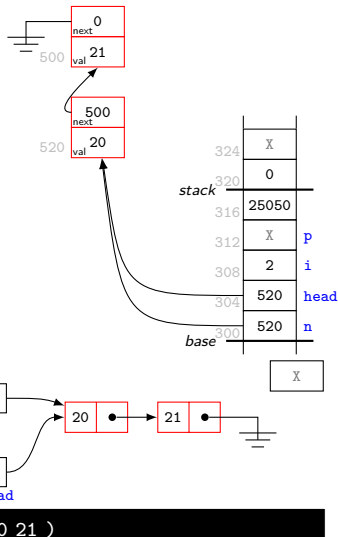 0
next
21
val
500
500
next
20
val
520
X
324
0
320
stack
25050
316
X
312
p
2
308
i
520
304
head
520
300
n
base
X
20
21
ad
0 21 )